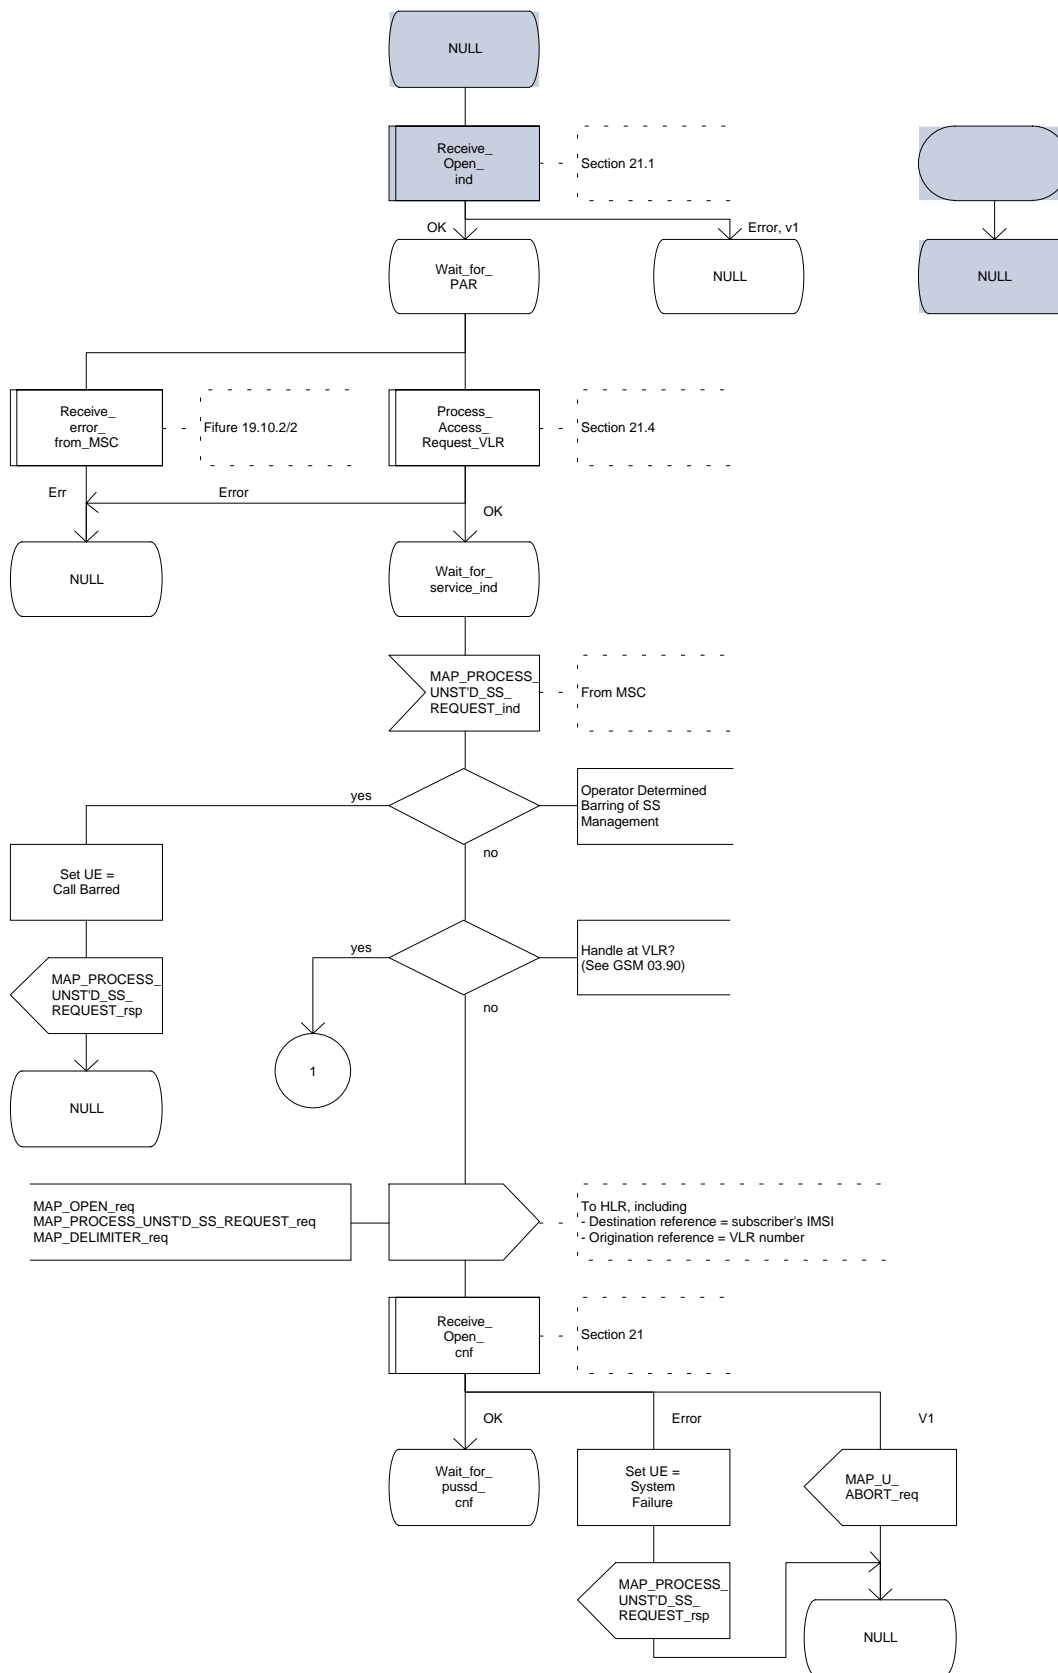 NULL
Receive_
Open_
ind
Section 21.1
OK
Error, v1
Wait_for_
PAR
NULL
NULL
Receive_
error_
from_MSC
Fifure 19.10.2/2
Process_
Access_
Request_VLR
Section 21.4
Err
Error
OK
NULL
Wait_for_
service_ind
MAP_PROCESS_
UNST'D_SS_
REQUEST_ind
From MSC
yes
Operator Determined
Barring of SS
Management
no
Set UE =
Call Barred
yes
Handle at VLR?
(See GSM 03.90)
MAP_PROCESS_
UNST'D_SS_
REQUEST_rsp
no
1
NULL
MAP_OPEN_req
MAP_PROCESS_UNST'D_SS_REQUEST_req
MAP_DELIMITER_req
To HLR, including
- Destination reference = subscriber's IMSI
- Origination reference = VLR number
Receive_
Open_
cnf
Section 21
OK
Error
V1
Wait_for_
pussd_
cnf
Set UE =
System
Failure
MAP_U_
ABORT_req
MAP_PROCESS_
UNST'D_SS_
REQUEST_rsp
NULL